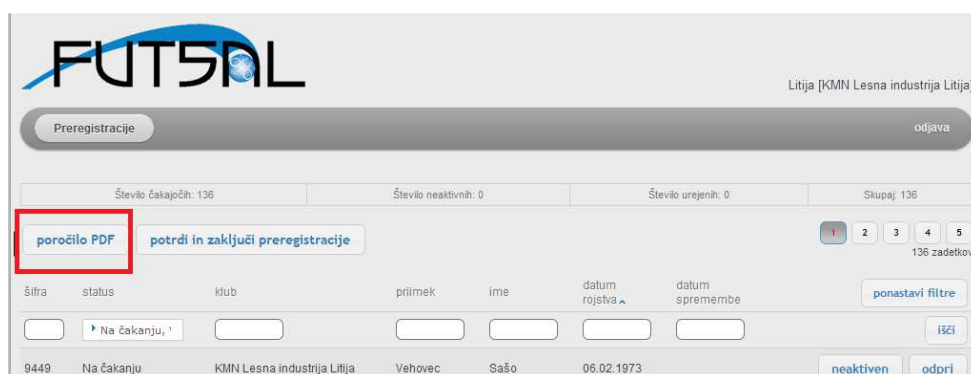 FUTSAL
Litija [KMN Lesna industrija Litija]
Preregistracije odjava
Število čakajočih: 136 Število neaktivnih: 0 Število urejenih: 0 Skupaj: 136
poročilo PDF potrdi in zaključi preregistracije 1 2 3 4 5
136 zadetkov
šifra status klub priimek ime datum rojstva datum spremembe ponastavi filtre
Na čakanju, išči
9449 Na čakanju KMN Lesna industrija Litija Vehovec Sašo 06.02.1973 neaktiven odpri